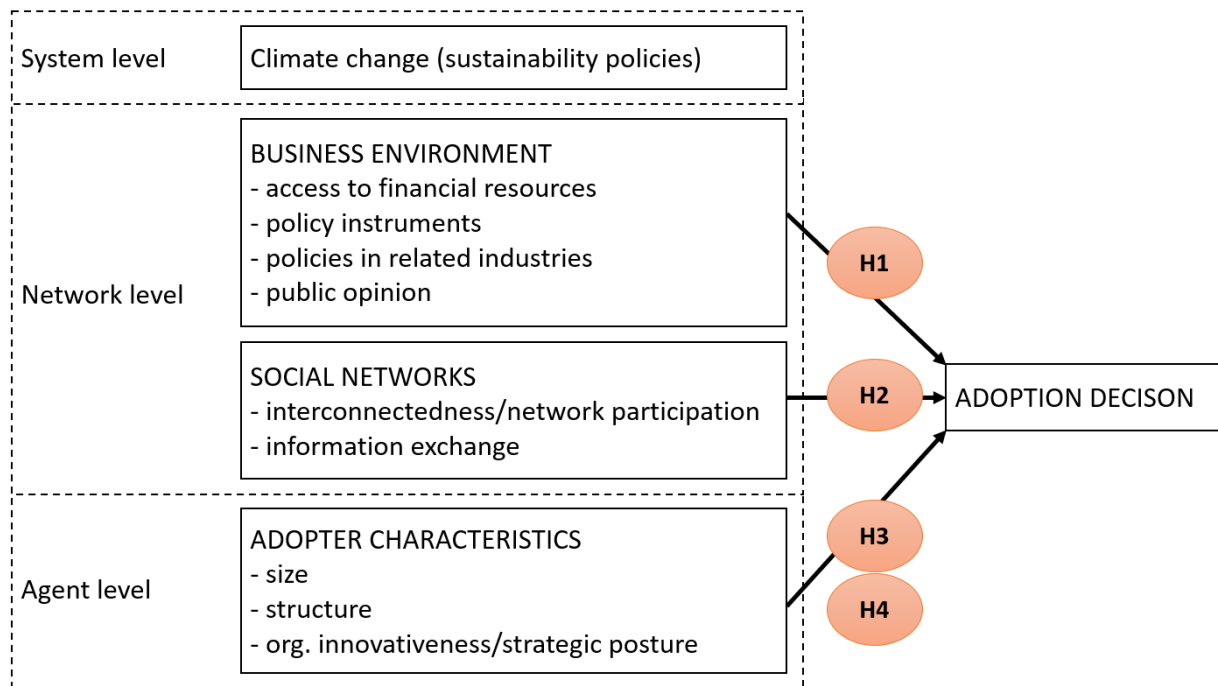 System level
Climate change (sustainability policies)
Network level
BUSINESS ENVIRONMENT
- access to financial resources
- policy instruments
- policies in related industries
- public opinion
H1
SOCIAL NETWORKS
- interconnectedness/network participation
- information exchange
H2
ADOPTION DECISON
Agent level
ADOPTER CHARACTERISTICS
- size
- structure
- org. innovativeness/strategic posture
H3
H4